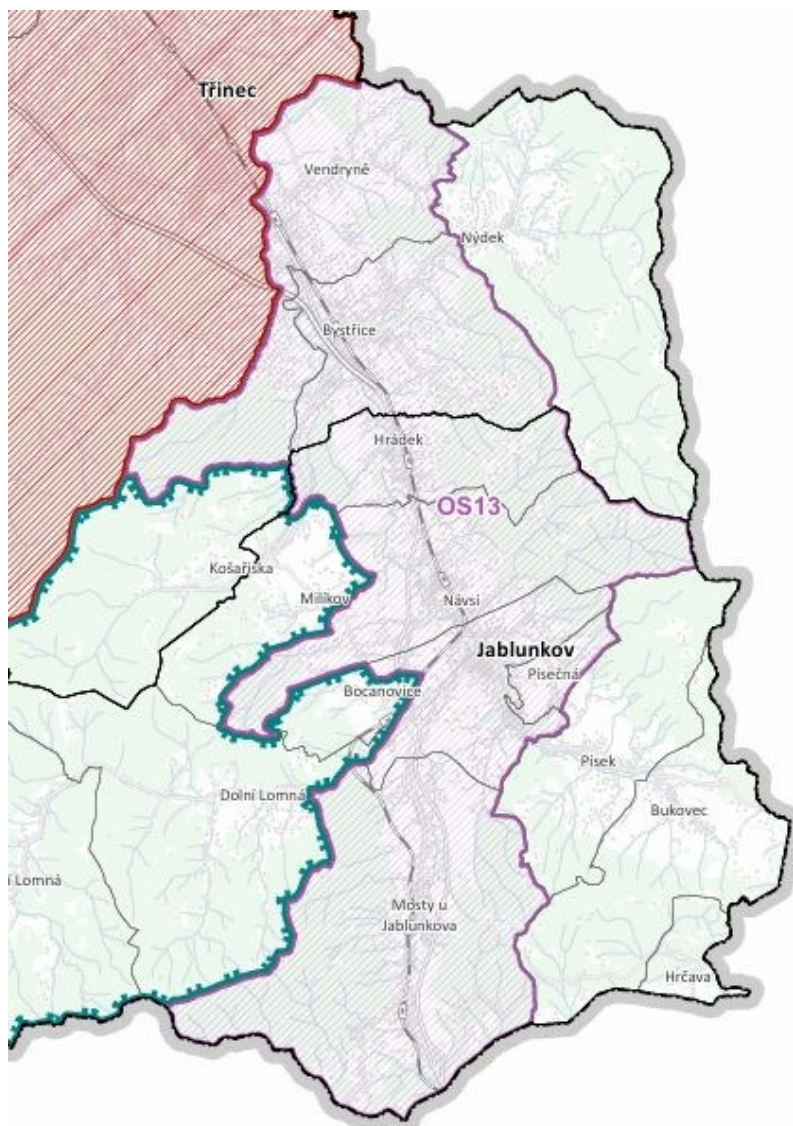 Třinec
Vendryně
Nýdek
Bystřice
Hrádek
OS13
Košařiska
Milíkov
Návsí
Jablunkov
Písečná
Bocanovice
Písek
Dolní Lomná
Bukovec
í Lomná
Mosty u
Jablunkova
Hrčava